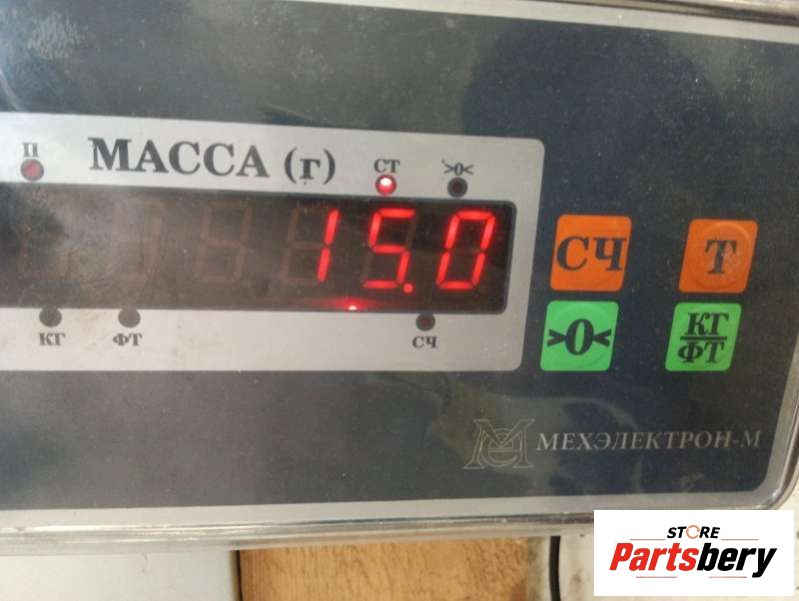 П
МАССА (г)
СТ
>0<
15.0
СЧ
Т
КГ
ФТ
СЧ
>0<
КГ
ФТ
МЕХЭЛЕКТРОН-М
STORE
Partsbery